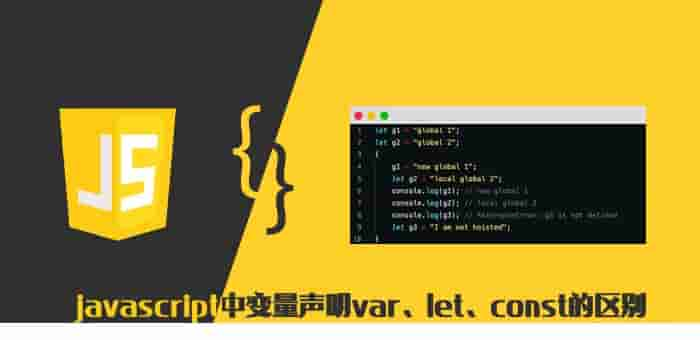 JS
{}
1 let g1 = "global 1";
2 let g2 = "global 2";
3 {
4 g1 = "new global 1";
5 let g2 = "local global 2";
6 console.log(g1); // new global 1
7 console.log(g2); // local global 2
8 console.log(g3); // ReferenceError: g3 is not defined
9 let g3 = "I am not hoisted";
10 }
javascript中变量声明var、let、const的区别